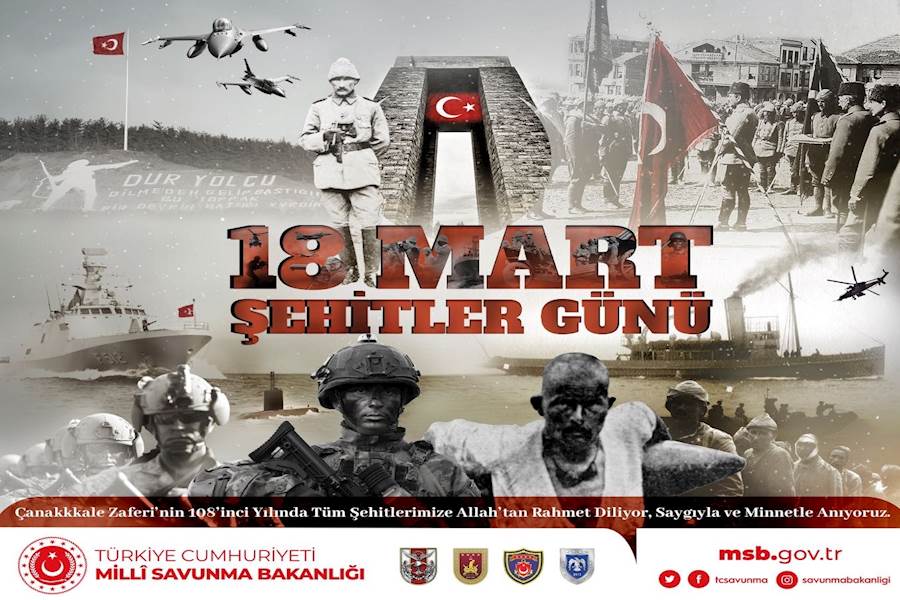 DUR YOLCU
18 MART
ŞEHİTLER GÜNÜ
Çanakkkale Zaferi'nin 108'inci Yılında Tüm Şehitlerimize Allah'tan Rahmet Diliyor, Saygıyla ve Minnetle Anıyoruz.
TÜRKİYE CUMHURİYETİ
MİLLÎ SAVUNMA BAKANLIĞI
msb.gov.tr
tcsavunma
savunmabakanligi